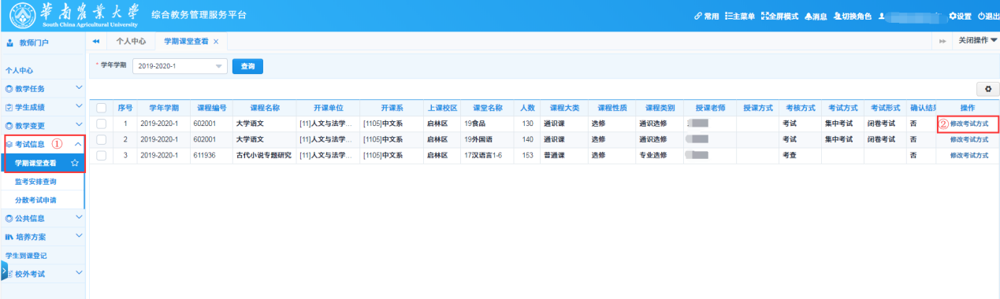 華南農業大學 综合教务管理服务平台
South China Agricultural University
常用 主菜单 全屏模式 消息 切换角色 设置 退出
教师门户 个人中心 学期课堂查看 × 关闭操作
个人中心
* 学年学期 2019-2020-1 查询
教学任务
学生成绩
教学变更
考试信息 ①
学期课堂查看
监考安排查询
分散考试申请
公共信息
培养方案
学生到课登记
校外考试
序号 学年学期 课程编号 课程名称 开课单位 开课系 上课校区 课堂名称 人数 课程大类 课程性质 课程类别 授课老师 授课方式 考核方式 考试方式 考试形式 确认结果 操作
1 2019-2020-1 602001 大学语文 [11]人文与法学... [1105]中文系 启林区 19食品 130 通识课 选修 通识选修 考试 集中考试 闭卷考试 否 ②修改考试方式
2 2019-2020-1 602001 大学语文 [11]人文与法学... [1105]中文系 启林区 19外国语 140 通识课 选修 通识选修 考试 集中考试 闭卷考试 否 修改考试方式
3 2019-2020-1 611936 古代小说专题研究 [11]人文与法学... [1105]中文系 启林区 17汉语言1-6 153 普通课 选修 专业选修 考查 否 修改考试方式